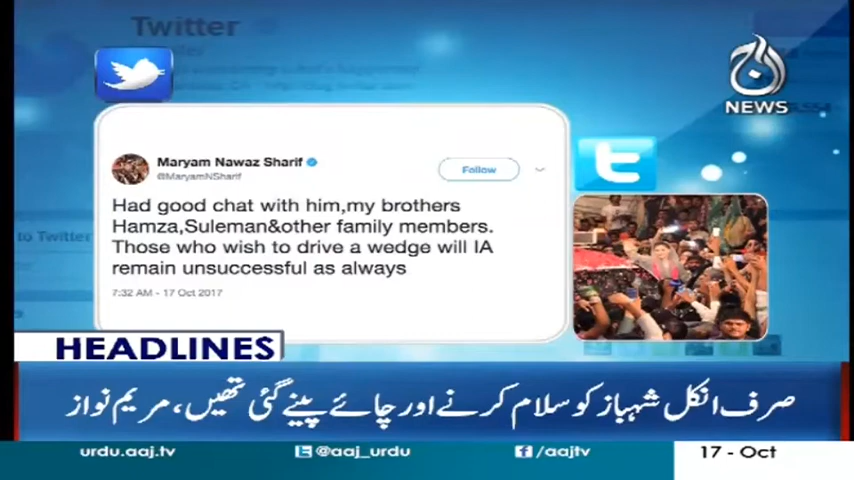 Twitter
آج
NEWS
Maryam Nawaz Sharif
@MaryamNSharif
Follow
Had good chat with him,my brothers
Hamza,Suleman&other family members.
Those who wish to drive a wedge will IA
remain unsuccessful as always
7:32 AM - 17 Oct 2017
to Twitter
HEADLINES
صرف انکل شہباز کو سلام کرنے اور چائے پینے گئی تھیں، مریم نواز
urdu.aaj.tv
@aaj_urdu
/aajtv
17 - Oct